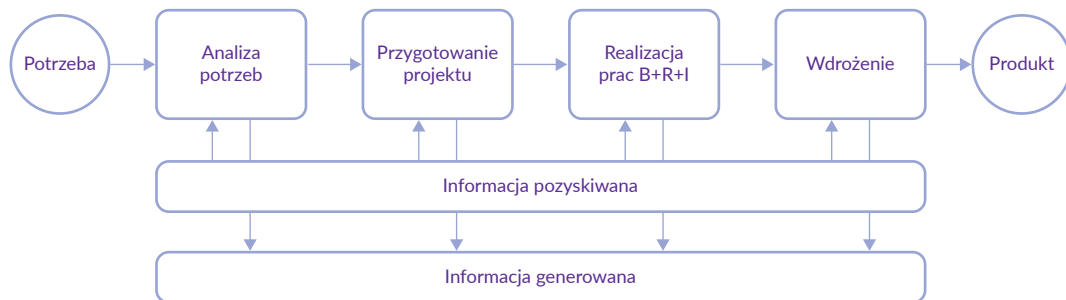 Potrzeba
Analiza
potrzeb
Przygotowanie
projektu
Realizacja
prac B+R+I
Wdrożenie
Produkt
Informacja pozyskiwana
Informacja generowana